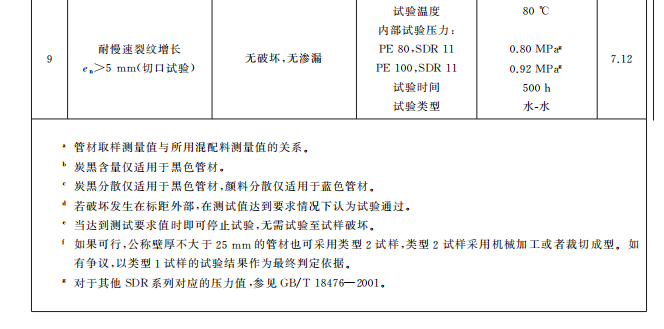 试验温度 80 ℃
内部试验压力：
9 耐慢速裂纹增长 无破坏，无渗漏 PE 80，SDR 11 0.80 MPaᵍ 7.12
eₙ＞5 mm（切口试验） PE 100，SDR 11 0.92 MPaᵍ
试验时间 500 h
试验类型 水-水
ᵃ 管材取样测量值与所用混配料测量值的关系。
ᵇ 炭黑含量仅适用于黑色管材。
ᶜ 炭黑分散仅适用于黑色管材，颜料分散仅适用于蓝色管材。
ᵈ 若破坏发生在标距外部，在测试值达到要求情况下认为试验通过。
ᵉ 当达到测试要求值时即可停止试验，无需试验至试样破坏。
ᶠ 如果可行，公称壁厚不大于 25 mm 的管材也可采用类型 2 试样，类型 2 试样采用机械加工或者裁切成型。如
有争议，以类型 1 试样的试验结果作为最终判定依据。
ᵍ 对于其他 SDR 系列对应的压力值，参见 GB/T 18476—2001。